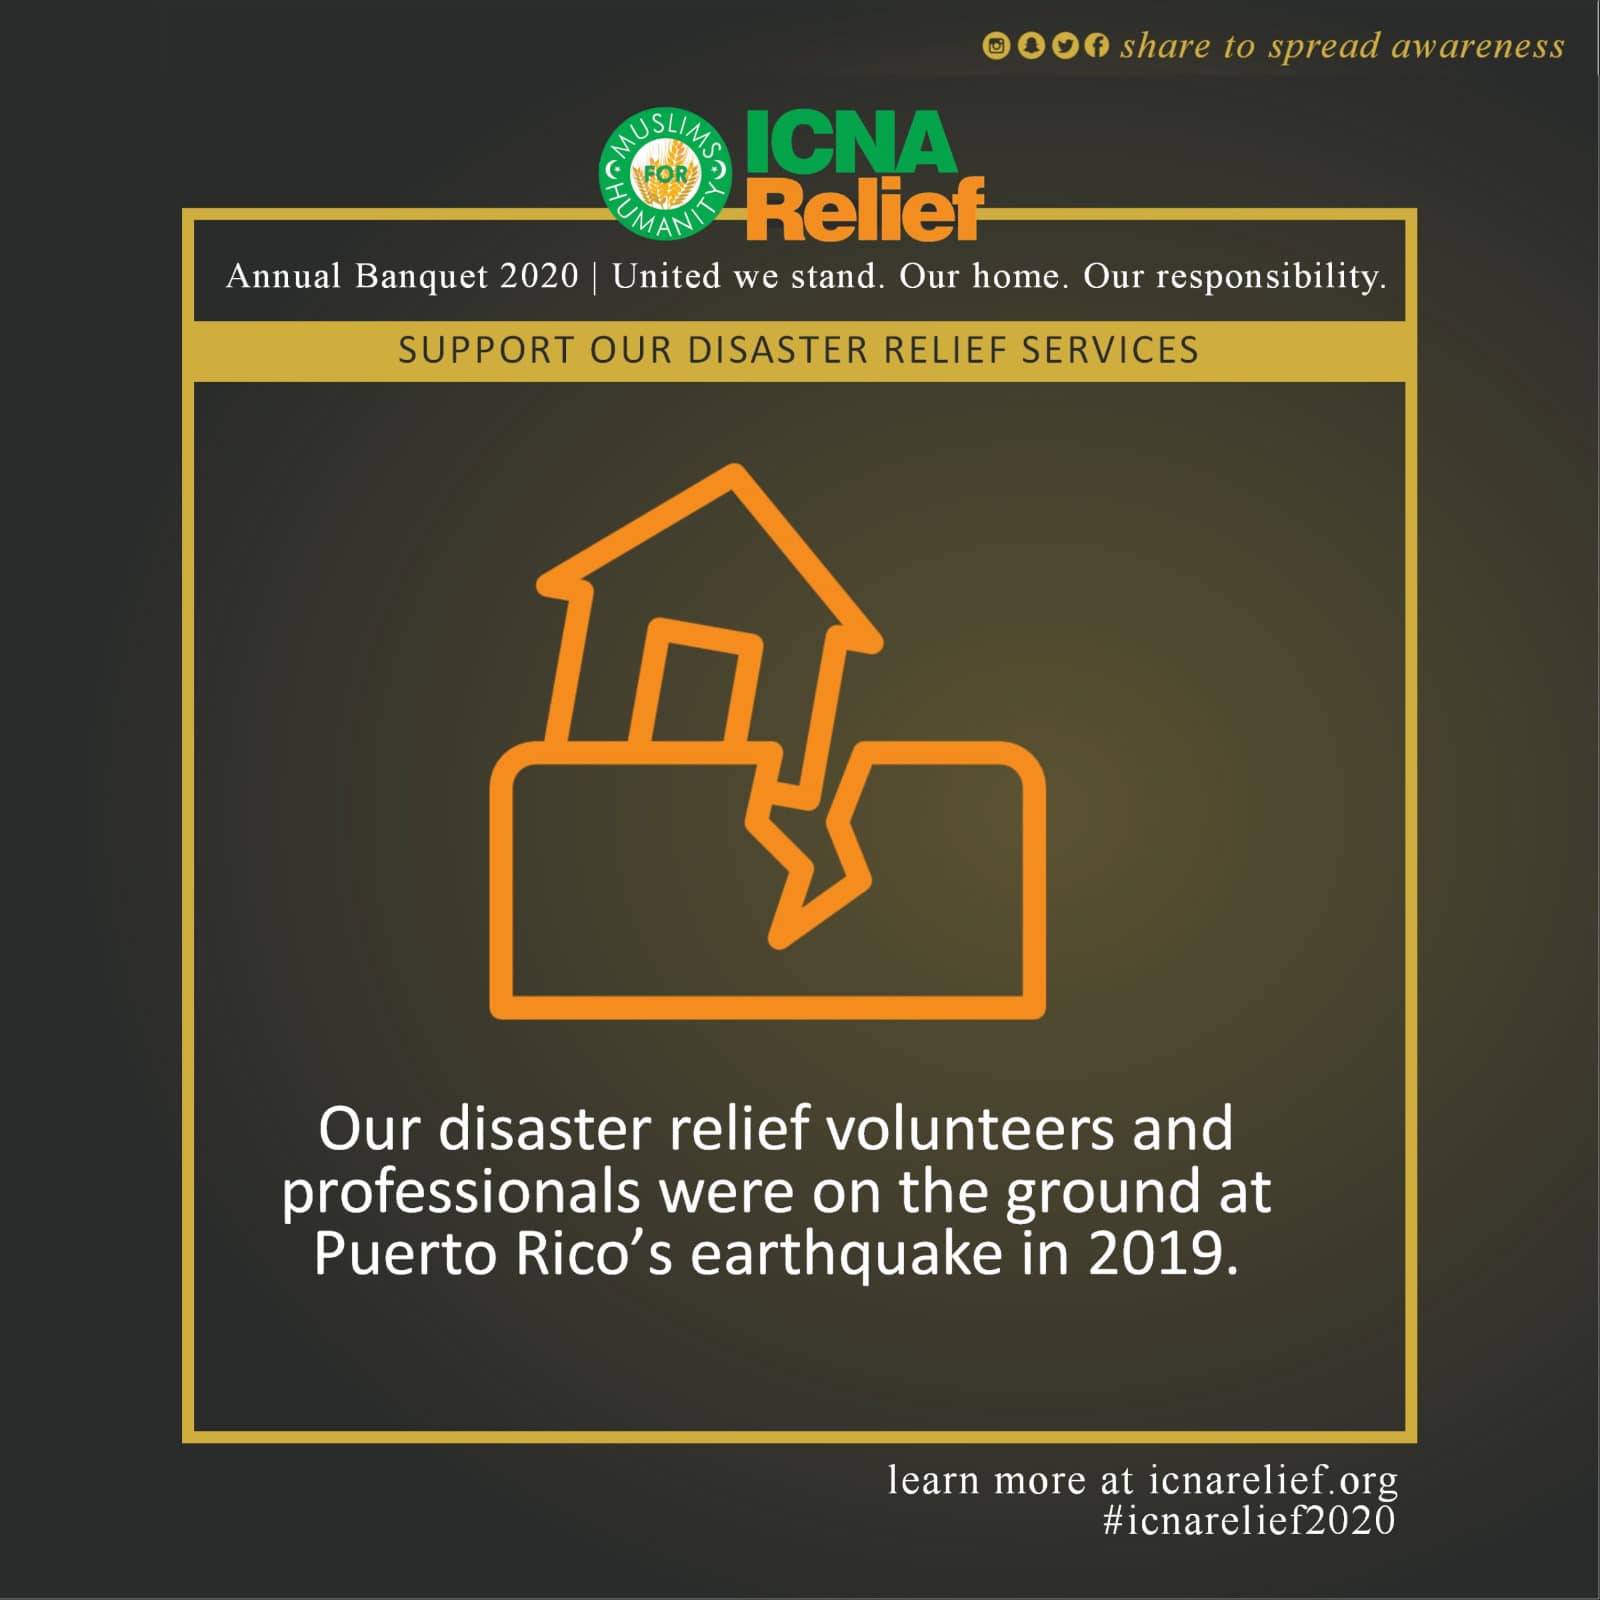 share to spread awareness
MUSLIMS
FOR
HUMANITY
ICNA
Relief
Annual Banquet 2020 | United we stand. Our home. Our responsibility.
SUPPORT OUR DISASTER RELIEF SERVICES
Our disaster relief volunteers and
professionals were on the ground at
Puerto Rico’s earthquake in 2019.
learn more at icnarelief.org
#icnarelief2020